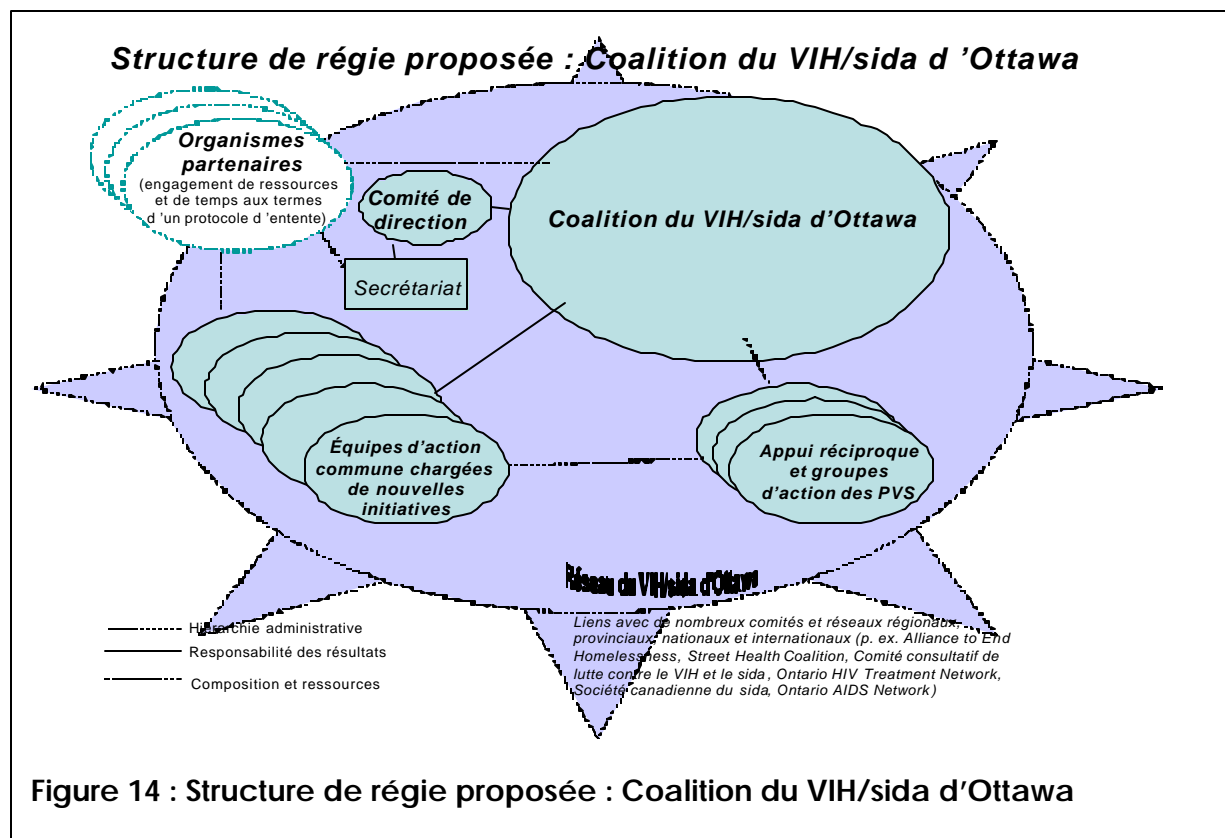 Structure de régie proposée : Coalition du VIH/sida d ’Ottawa
Organismes
partenaires
(engagement de ressources
et de temps aux termes
d ’un protocole d ’entente)
Comité de
direction
Secrétariat
Coalition du VIH/sida d’Ottawa
Équipes d’action
commune chargées
de nouvelles
initiatives
Appui réciproque
et groupes
d’action des PVS
Réseau du VIH/sida d'Ottawa
Hiérarchie administrative
Responsabilité des résultats
Composition et ressources
Liens avec de nombreux comités et réseaux régionaux,
provinciaux, nationaux et internationaux (p. ex. Alliance to End
Homelessness, Street Health Coalition, Comité consultatif de
lutte contre le VIH et le sida, Ontario HIV Treatment Network,
Société canadienne du sida, Ontario AIDS Network)
Figure 14 : Structure de régie proposée : Coalition du VIH/sida d’Ottawa